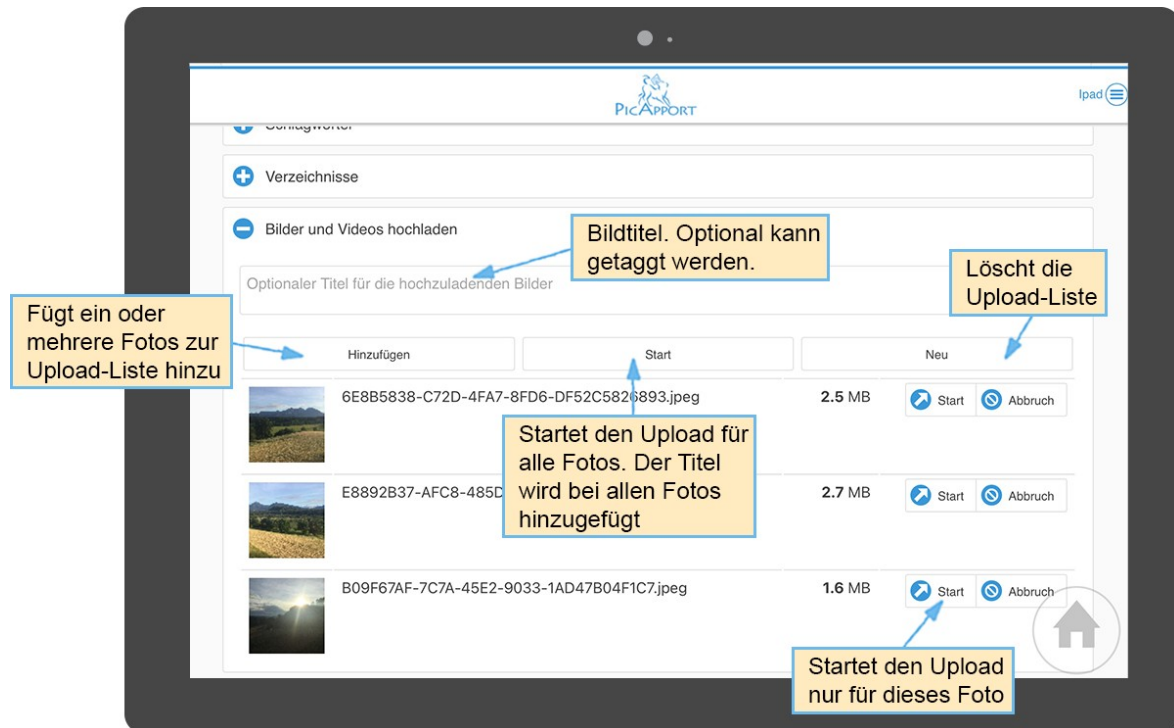 PICAPPORT
Ipad
Schlagwörter
Verzeichnisse
Bilder und Videos hochladen
Bildtitel. Optional kann
getaggt werden.
Optionaler Titel für die hochzuladenden Bilder
Löscht die
Upload-Liste
Fügt ein oder
mehrere Fotos zur
Upload-Liste hinzu
Hinzufügen
Start
Neu
6E8B5838-C72D-4FA7-8FD6-DF52C5826893.jpeg 2.5 MB Start Abbruch
Startet den Upload für
alle Fotos. Der Titel
wird bei allen Fotos
hinzugefügt
E8892B37-AFC8-485D 2.7 MB Start Abbruch
B09F67AF-7C7A-45E2-9033-1AD47B04F1C7.jpeg 1.6 MB Start Abbruch
Startet den Upload
nur für dieses Foto